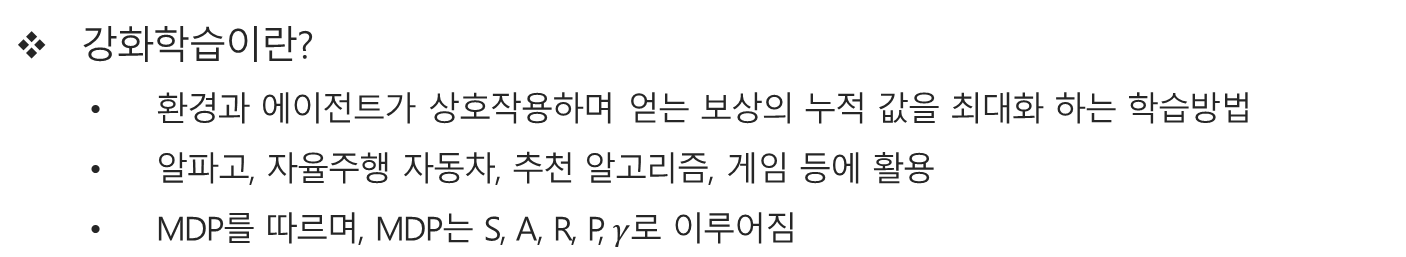 ❖ 강화학습이란?
• 환경과 에이전트가 상호작용하며 얻는 보상의 누적 값을 최대화 하는 학습방법
• 알파고, 자율주행 자동차, 추천 알고리즘, 게임 등에 활용
• MDP를 따르며, MDP는 S, A, R, P, γ로 이루어짐